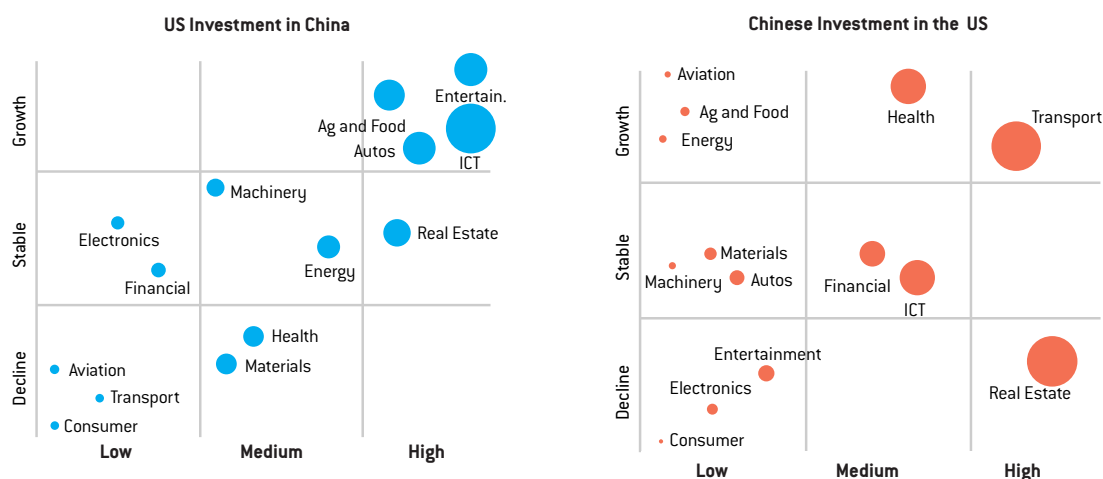 US Investment in China
Growth
Stable
Decline
Entertain.
Ag and Food
Autos
ICT
Machinery
Electronics
Real Estate
Energy
Financial
Health
Materials
Aviation
Transport
Consumer
Low
Medium
High
Chinese Investment in the US
Growth
Stable
Decline
Aviation
Ag and Food
Health
Transport
Energy
Materials
Machinery
Autos
Financial
ICT
Entertainment
Electronics
Real Estate
Consumer
Low
Medium
High